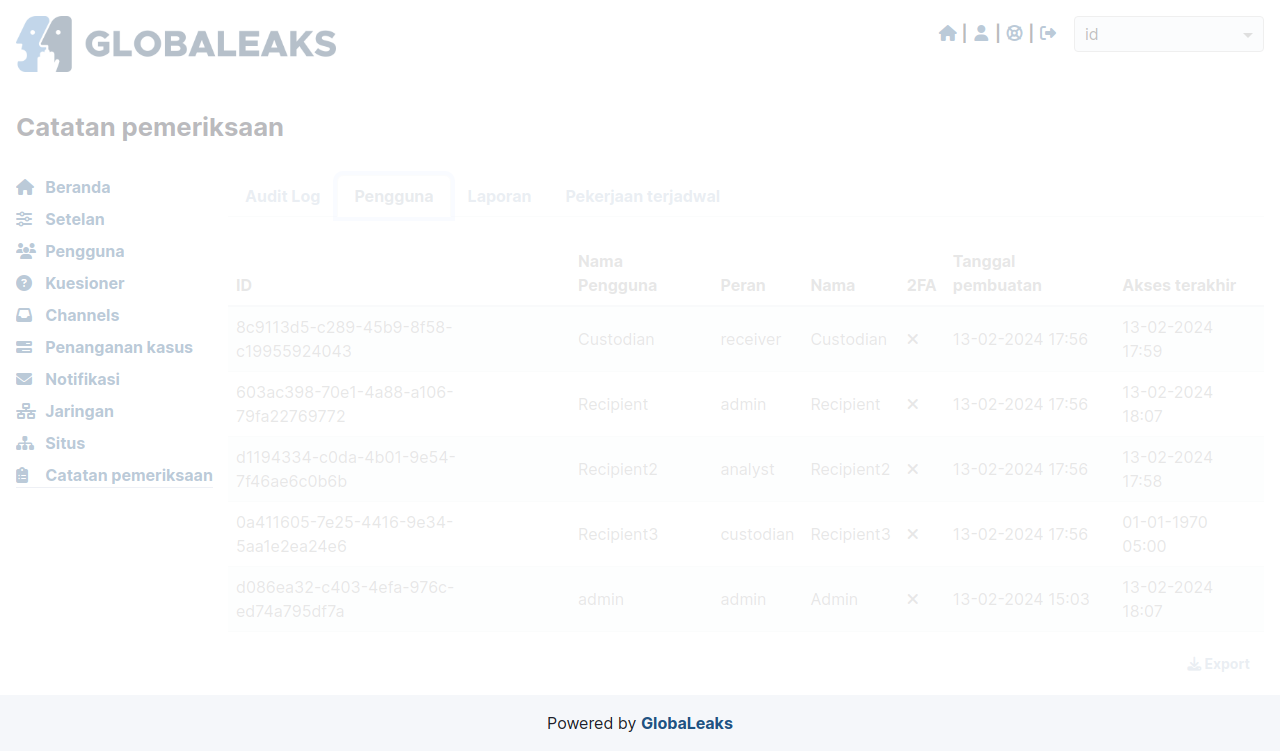 GLOBALEAKS
| | | id
Catatan pemeriksaan
Beranda
Setelan
Pengguna
Kuesioner
Channels
Penanganan kasus
Notifikasi
Jaringan
Situs
Catatan pemeriksaan
Audit Log Pengguna Laporan Pekerjaan terjadwal
ID Nama Pengguna Peran Nama 2FA Tanggal pembuatan Akses terakhir
8c9113d5-c289-45b9-8f58-c19955924043 Custodian receiver Custodian 13-02-2024 17:56 13-02-2024 17:59
603ac398-70e1-4a88-a106-79fa22769772 Recipient admin Recipient 13-02-2024 17:56 13-02-2024 18:07
d1194334-c0da-4b01-9e54-7f46ae6c0b6b Recipient2 analyst Recipient2 13-02-2024 17:56 13-02-2024 17:58
0a411605-7e25-4416-9e34-5aa1e2ea24e6 Recipient3 custodian Recipient3 13-02-2024 17:56 01-01-1970 05:00
d086ea32-c403-4efa-976c-ed74a795df7a admin admin Admin 13-02-2024 15:03 13-02-2024 18:07
Export
Powered by GlobaLeaks